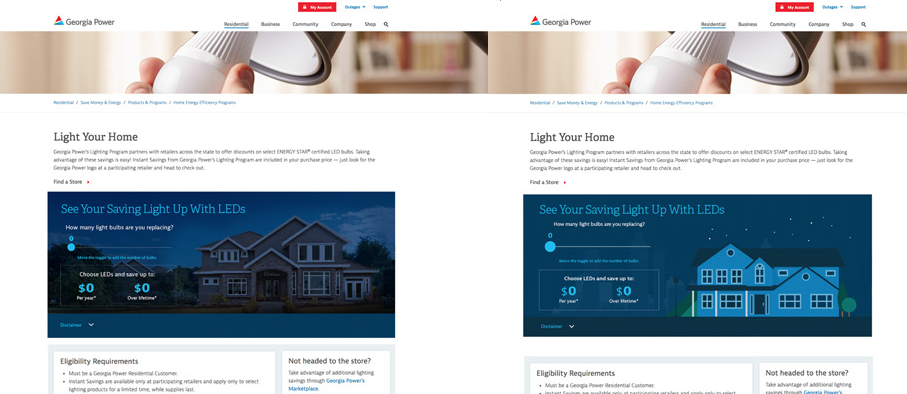 My Account Outages Support
Georgia Power
Residential Business Community Company Shop
Residential / Save Money & Energy / Products & Programs / Home Energy Efficiency Programs
Light Your Home
Georgia Power's Lighting Program partners with retailers across the state to offer discounts on select ENERGY STAR® certified LED bulbs. Taking
advantage of these savings is easy! Instant Savings from Georgia Power's Lighting Program are included in your purchase price — just look for the
Georgia Power logo at a participating retailer and head to check out.
Find a Store
See Your Saving Light Up With LEDs
How many light bulbs are you replacing?
0
Move the toggle to add the number of bulbs.
Choose LEDs and save up to:
$0 $0
Per year* Over lifetime*
Disclaimer
Eligibility Requirements
• Must be a Georgia Power Residential Customer.
• Instant Savings are available only at participating retailers and apply only to select
lighting products for a limited time, while supplies last.
Not headed to the store?
Take advantage of additional lighting
savings through Georgia Power's
Marketplace.
My Account Outages Support
Georgia Power
Residential Business Community Company Shop
Residential / Save Money & Energy / Products & Programs / Home Energy Efficiency Programs
Light Your Home
Georgia Power's Lighting Program partners with retailers across the state to offer discounts on select ENERGY STAR® certified LED bulbs. Taking
advantage of these savings is easy! Instant Savings from Georgia Power's Lighting Program are included in your purchase price — just look for the
Georgia Power logo at a participating retailer and head to check out.
Find a Store
See Your Saving Light Up With LEDs
How many light bulbs are you replacing?
0
Move the toggle to add the number of bulbs.
Choose LEDs and save up to:
$0 $0
Per year* Over lifetime*
Disclaimer
Eligibility Requirements
• Must be a Georgia Power Residential Customer.
• Instant Savings are available only at participating retailers and apply only to select
Not headed to the store?
Take advantage of additional lighting
savings through Georgia Power's